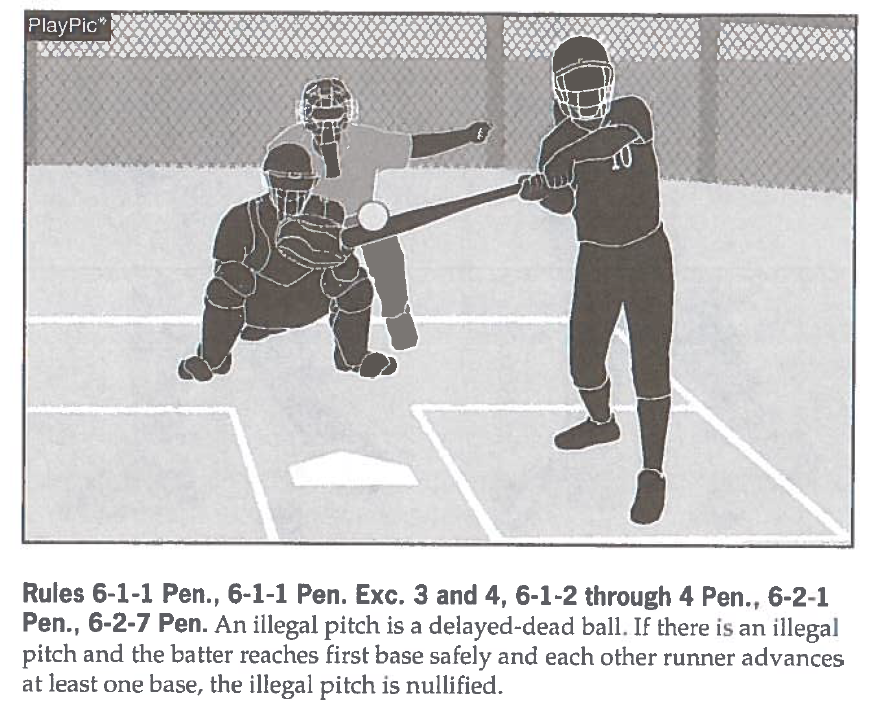 PlayPic®
10
Rules 6-1-1 Pen., 6-1-1 Pen. Exc. 3 and 4, 6-1-2 through 4 Pen., 6-2-1
Pen., 6-2-7 Pen. An illegal pitch is a delayed-dead ball. If there is an illegal
pitch and the batter reaches first base safely and each other runner advances
at least one base, the illegal pitch is nullified.